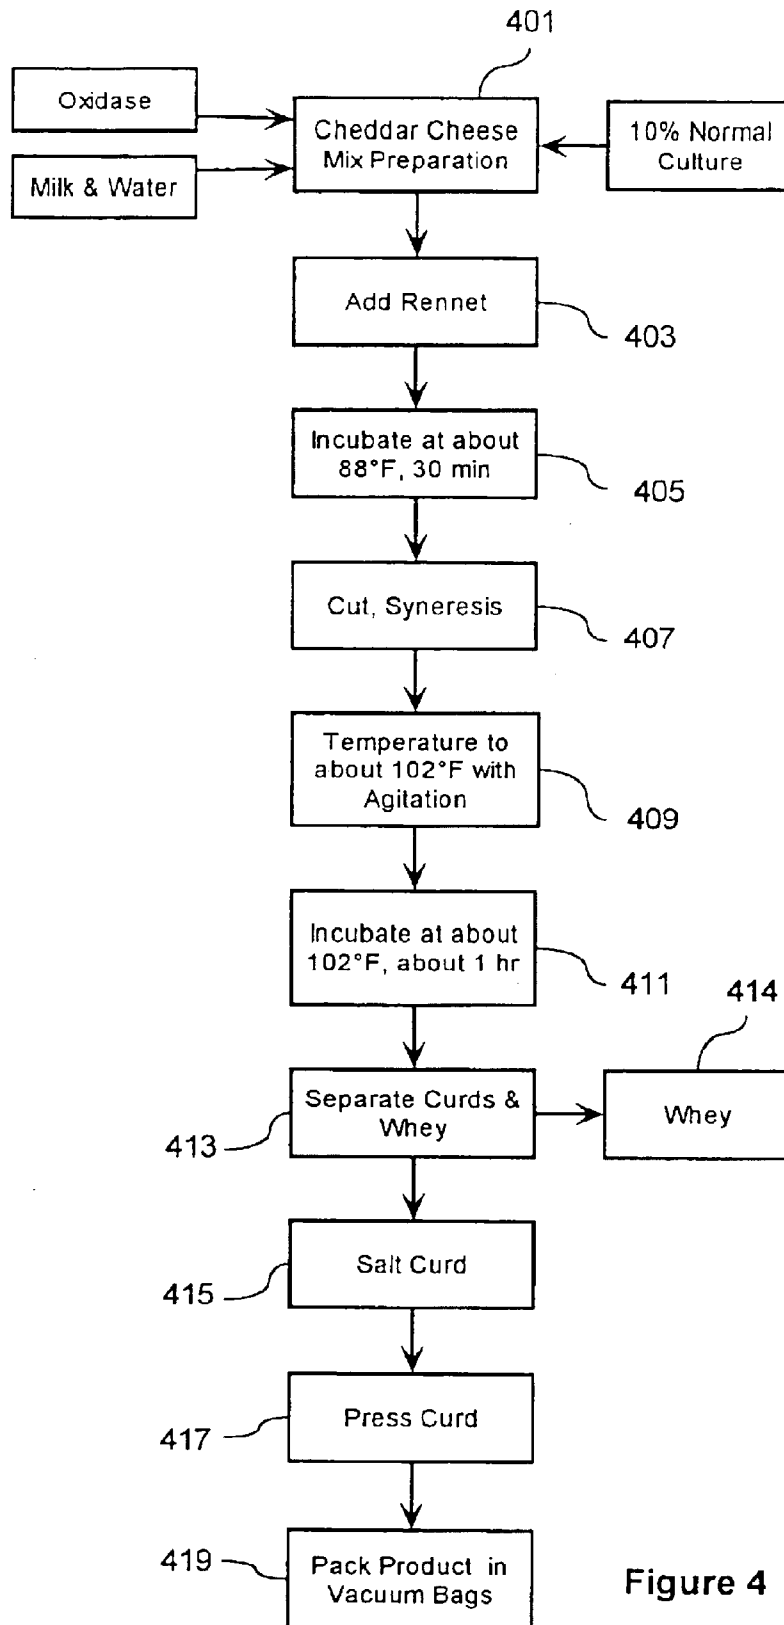 401
Oxidase
Cheddar Cheese
Mix Preparation
10% Normal
Culture
Milk & Water
Add Rennet
403
Incubate at about
88°F, 30 min
405
Cut, Syneresis
407
Temperature to
about 102°F with
Agitation
409
Incubate at about
102°F, about 1 hr
411
414
Separate Curds &
Whey
413
Whey
Salt Curd
415
Press Curd
417
419
Pack Product in
Vacuum Bags
Figure 4